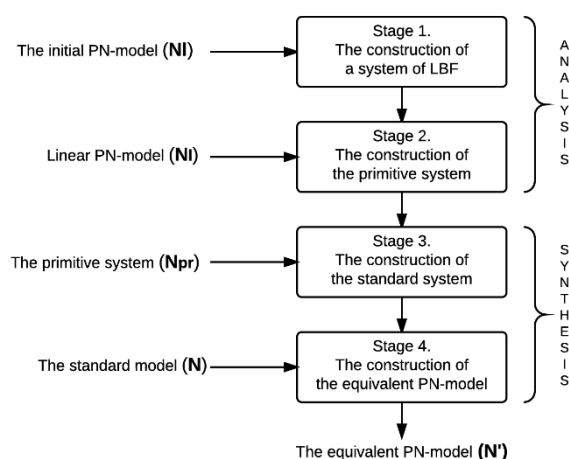 Stage 1.
The construction of
a system of LBF
The initial PN-model (NI)
Stage 2.
The construction of
the primitive system
Linear PN-model (Nl)
ANALYSIS
Stage 3.
The construction of
the standard system
The primitive system (Npr)
Stage 4.
The construction of
the equivalent PN-model
The standard model (N)
SYNTHESIS
The equivalent PN-model (N')